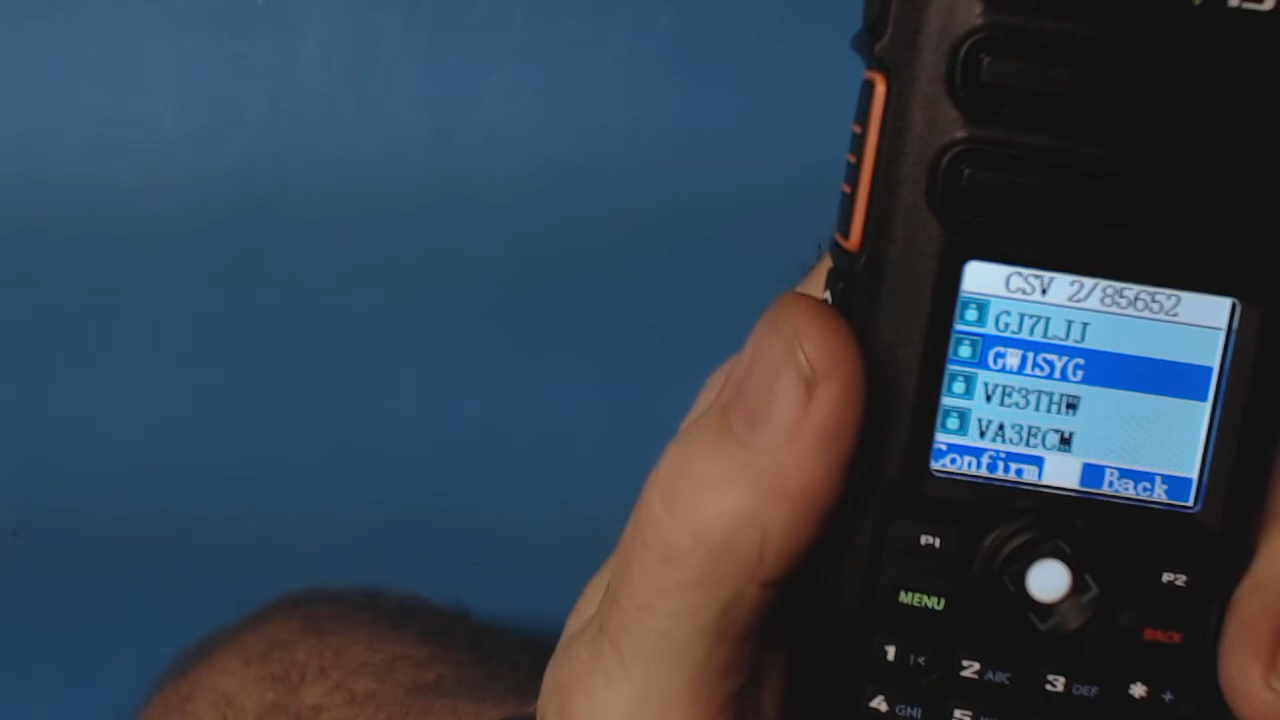 CSV 2/85652
GJ7LJJ
GW1SYG
VE3THW
VA3ECM
Confirm
Back
P1
P2
MENU
BACK
1
2 ABC
3 DEF
* +
4 GHI
5